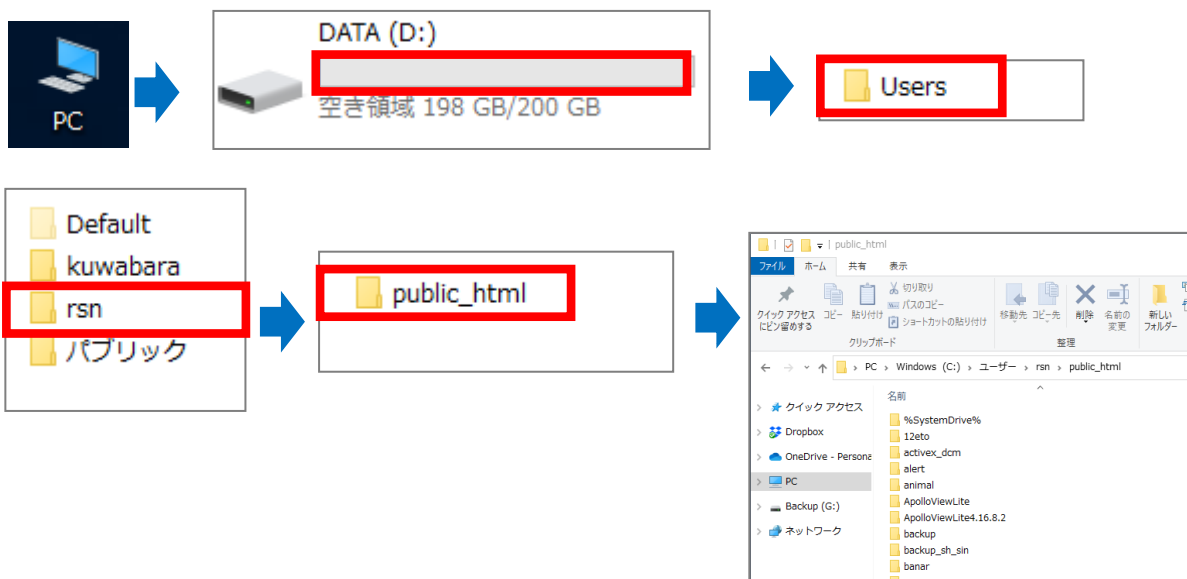 PC
DATA (D:)
空き領域 198 GB/200 GB
Users
Default
kuwabara
rsn
パブリック
public_html
public_html
ファイル ホーム 共有 表示
クイック アクセス
にピン留めする
コピー
貼り付け
切り取り
パスのコピー
ショートカットの貼り付け
クリップボード
移動先
コピー先
削除
名前の
変更
整理
新しい
フォルダー
PC › Windows (C:) › ユーザー › rsn › public_html
クイック アクセス
Dropbox
OneDrive - Persona
PC
Backup (G:)
ネットワーク
名前
%SystemDrive%
12eto
activex_dcm
alert
animal
ApolloViewLite
ApolloViewLite4.16.8.2
backup
backup_sh_sin
banar